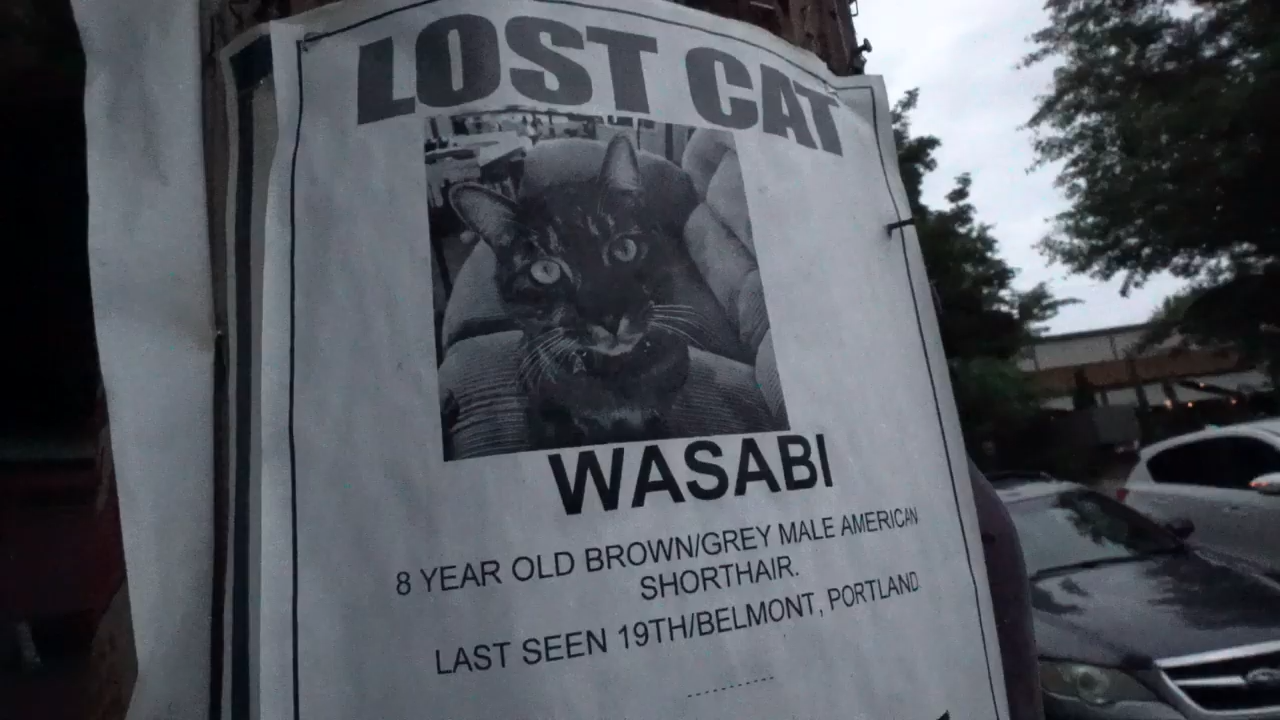 LOST CAT
WASABI
8 YEAR OLD BROWN/GREY MALE AMERICAN
SHORTHAIR.
LAST SEEN 19TH/BELMONT, PORTLAND